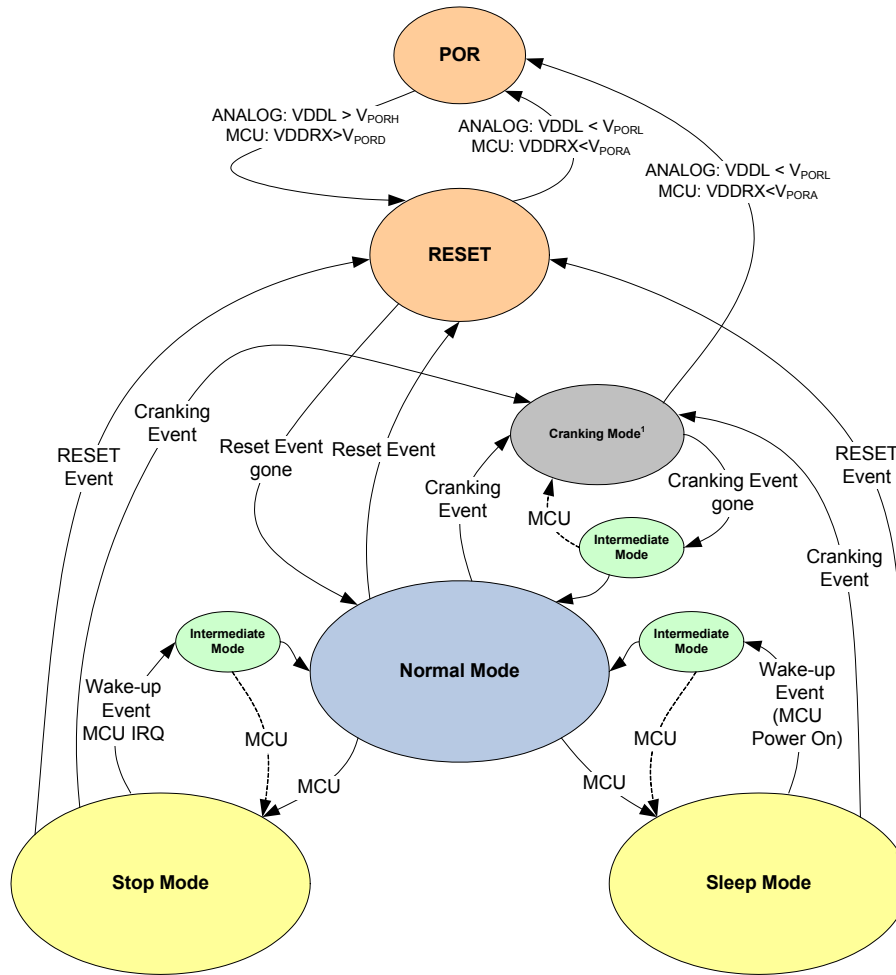 POR
ANALOG: VDDL > VPORH
MCU: VDDRX>VPORD
ANALOG: VDDL < VPORL
MCU: VDDRX<VPORA
ANALOG: VDDL < VPORL
MCU: VDDRX<VPORA
RESET
Cranking
Event
RESET
Event
Reset Event
gone
Reset Event
Cranking Mode¹
Cranking
Event
MCU
Cranking Event
gone
RESET
Event
Intermediate
Mode
Cranking
Event
Intermediate
Mode
Normal Mode
Intermediate
Mode
Wake-up
Event
MCU IRQ
MCU
MCU
MCU
MCU
Wake-up
Event
(MCU
Power On)
Stop Mode
Sleep Mode